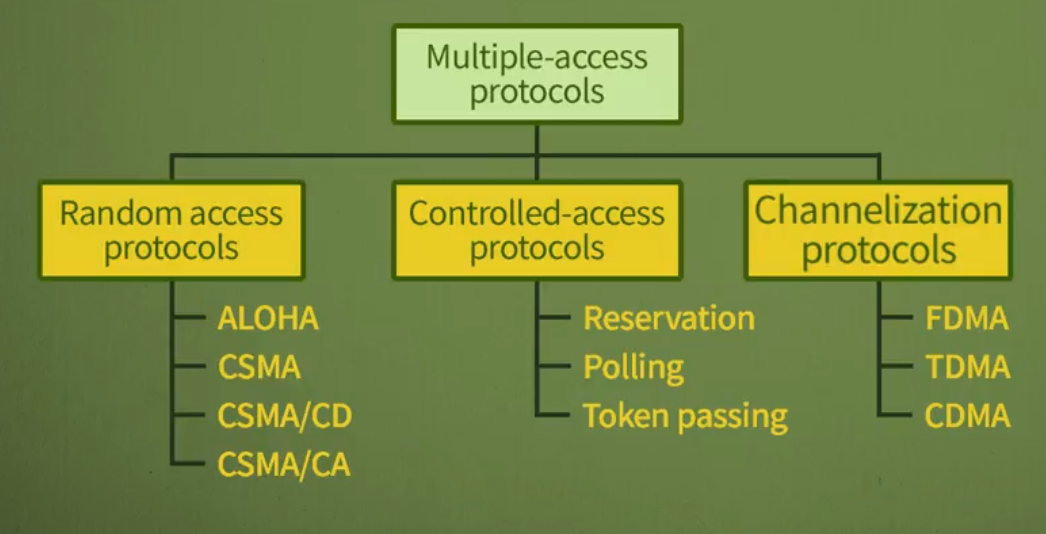 Multiple-access
protocols
Random access
protocols
Controlled-access
protocols
Channelization
protocols
ALOHA
CSMA
CSMA/CD
CSMA/CA
Reservation
Polling
Token passing
FDMA
TDMA
CDMA